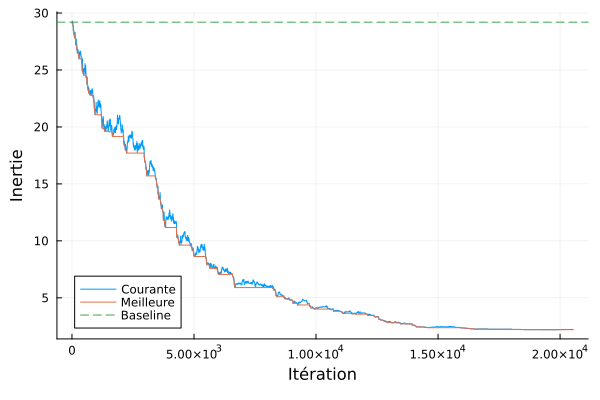 30
25
20
15
10
5
Inertie
Courante
Meilleure
Baseline
0
5.00×10³
1.00×10⁴
1.50×10⁴
2.00×10⁴
Itération